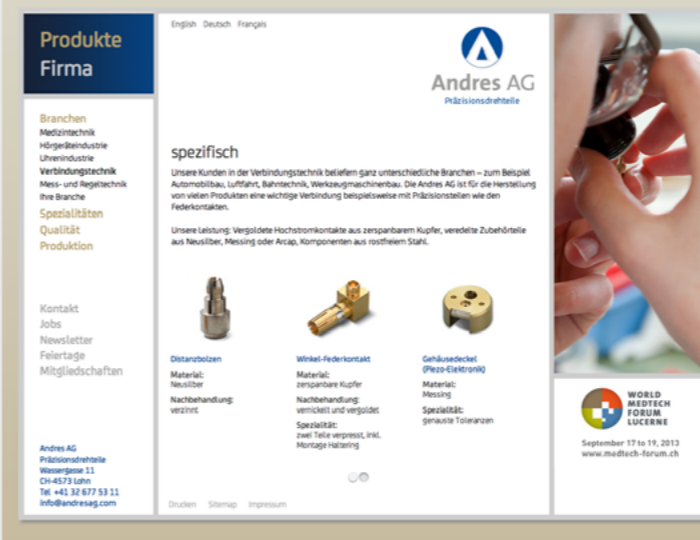 Produkte
Firma
Branchen
Medizintechnik
Hörgeräteindustrie
Uhrenindustrie
Verbindungstechnik
Mess- und Regeltechnik
Ihre Branche
Spezialitäten
Qualität
Produktion
Kontakt
Jobs
Newsletter
Feiertage
Mitgliedschaften
Andres AG
Präzisionsdrehteile
Wassergasse 11
CH-4573 Lohn
Tel +41 32 677 53 11
info@andresag.com
English Deutsch Français
Andres AG
Präzisionsdrehteile
spezifisch
Unsere Kunden in der Verbindungstechnik beliefern ganz unterschiedliche Branchen – zum Beispiel
Automobilbau, Luftfahrt, Bahntechnik, Werkzeugmaschinenbau. Die Andres AG ist für die Herstellung
von vielen Produkten eine wichtige Verbindung beispielsweise mit Präzisionsteilen wie den
Federkontakten.
Unsere Leistung: Vergoldete Hochstromkontakte aus zerspanbarem Kupfer, veredelte Zubehörteile
aus Neusilber, Messing oder Arcap, Komponenten aus rostfreiem Stahl.
Distanzbolzen
Material:
Neusilber
Nachbehandlung:
verzinnt
Winkel-Federkontakt
Material:
zerspanbare Kupfer
Nachbehandlung:
vernickelt und vergoldet
Spezialität:
zwei Teile verpresst, inkl.
Montage Haltering
Gehäusedeckel
(Piezo-Elektronik)
Material:
Messing
Spezialität:
genauste Toleranzen
Drucken Sitemap Impressum
WORLD
MEDTECH
FORUM
LUCERNE
September 17 to 19, 2013
www.medtech-forum.ch